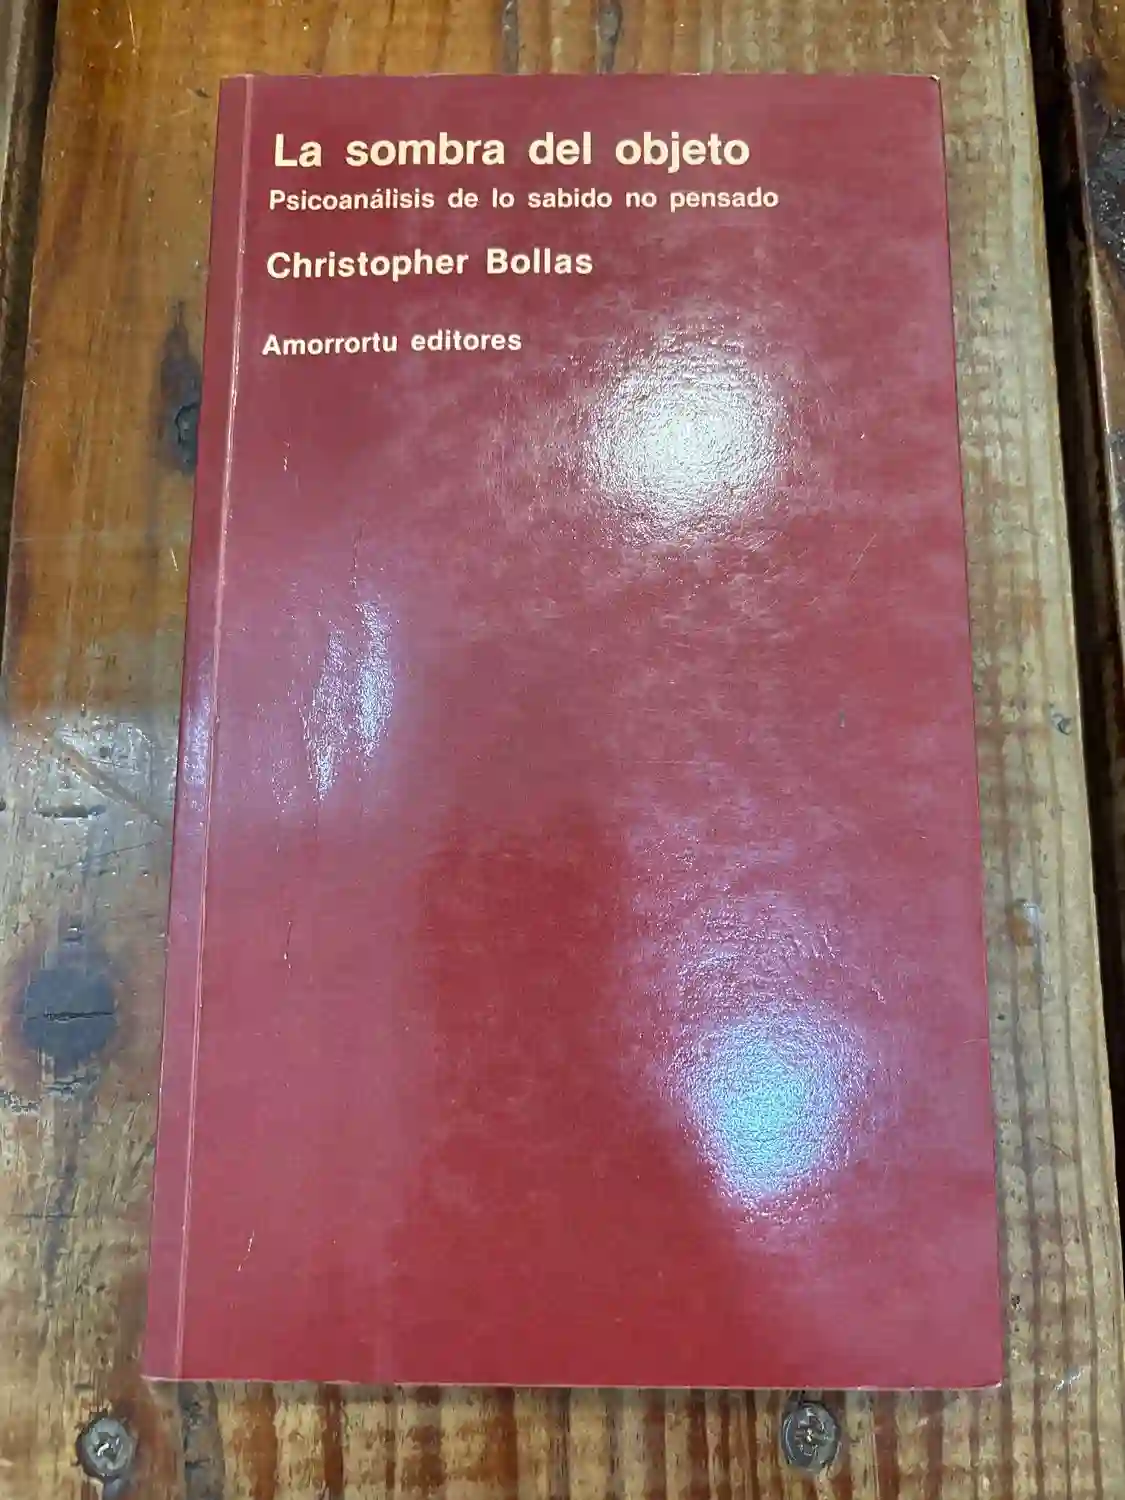 La sombra del objeto
Psicoanálisis de lo sabido no pensado
Christopher Bollas
Amorrortu editores